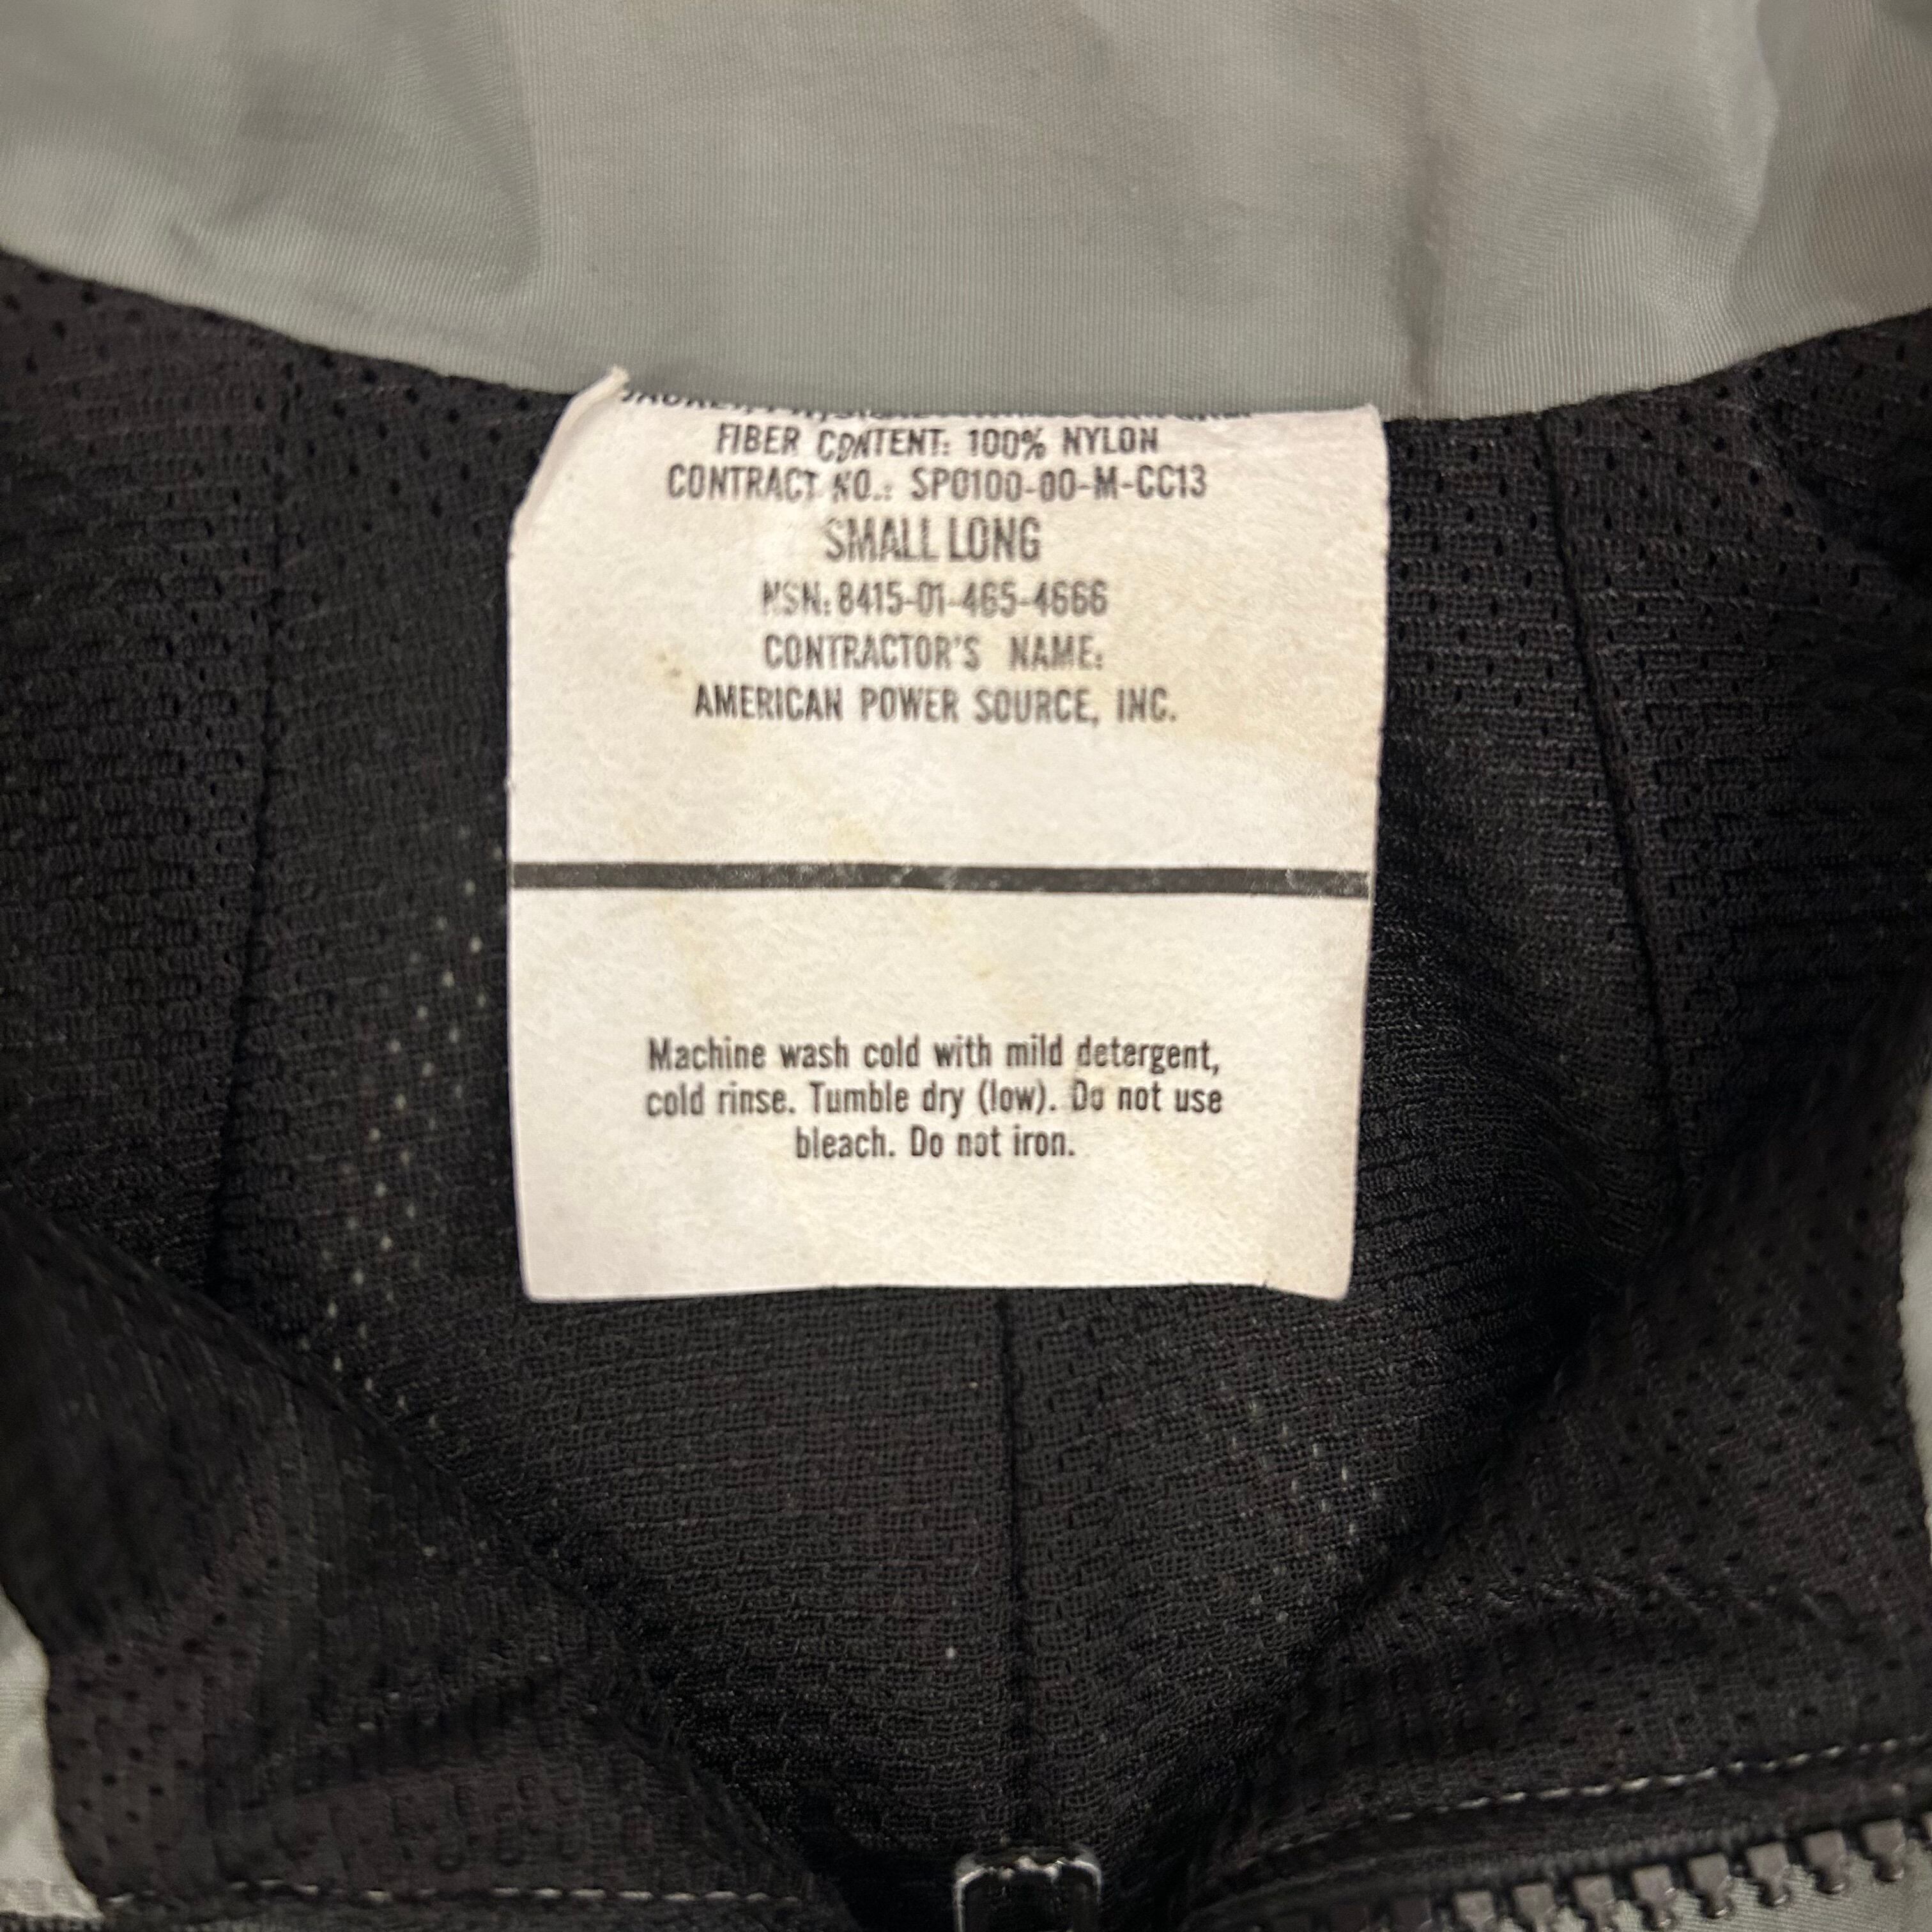 FIBER CONTENT: 100% NYLON
CONTRACT NO.: SPO100-00-M-CC13
SMALL LONG
NSN: 8415-01-465-4666
CONTRACTOR'S NAME:
AMERICAN POWER SOURCE, INC.
Machine wash cold with mild detergent,
cold rinse. Tumble dry (low). Do not use
bleach. Do not iron.